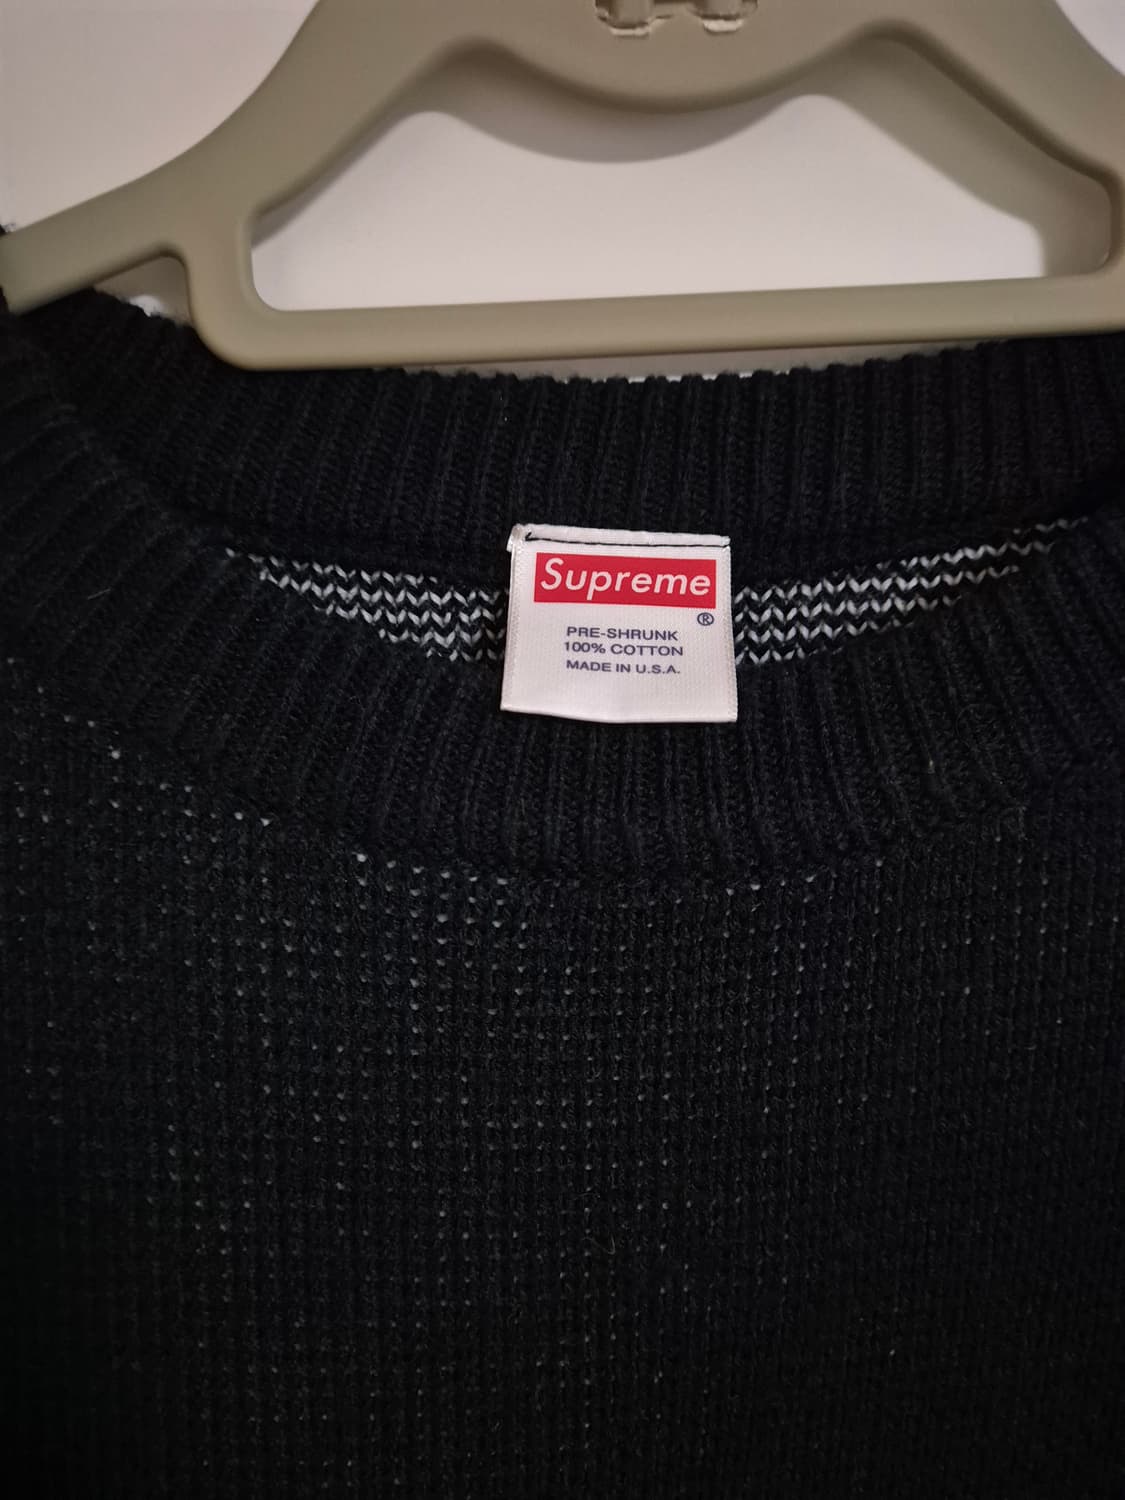 Supreme
®
PRE-SHRUNK
100% COTTON
MADE IN U.S.A.